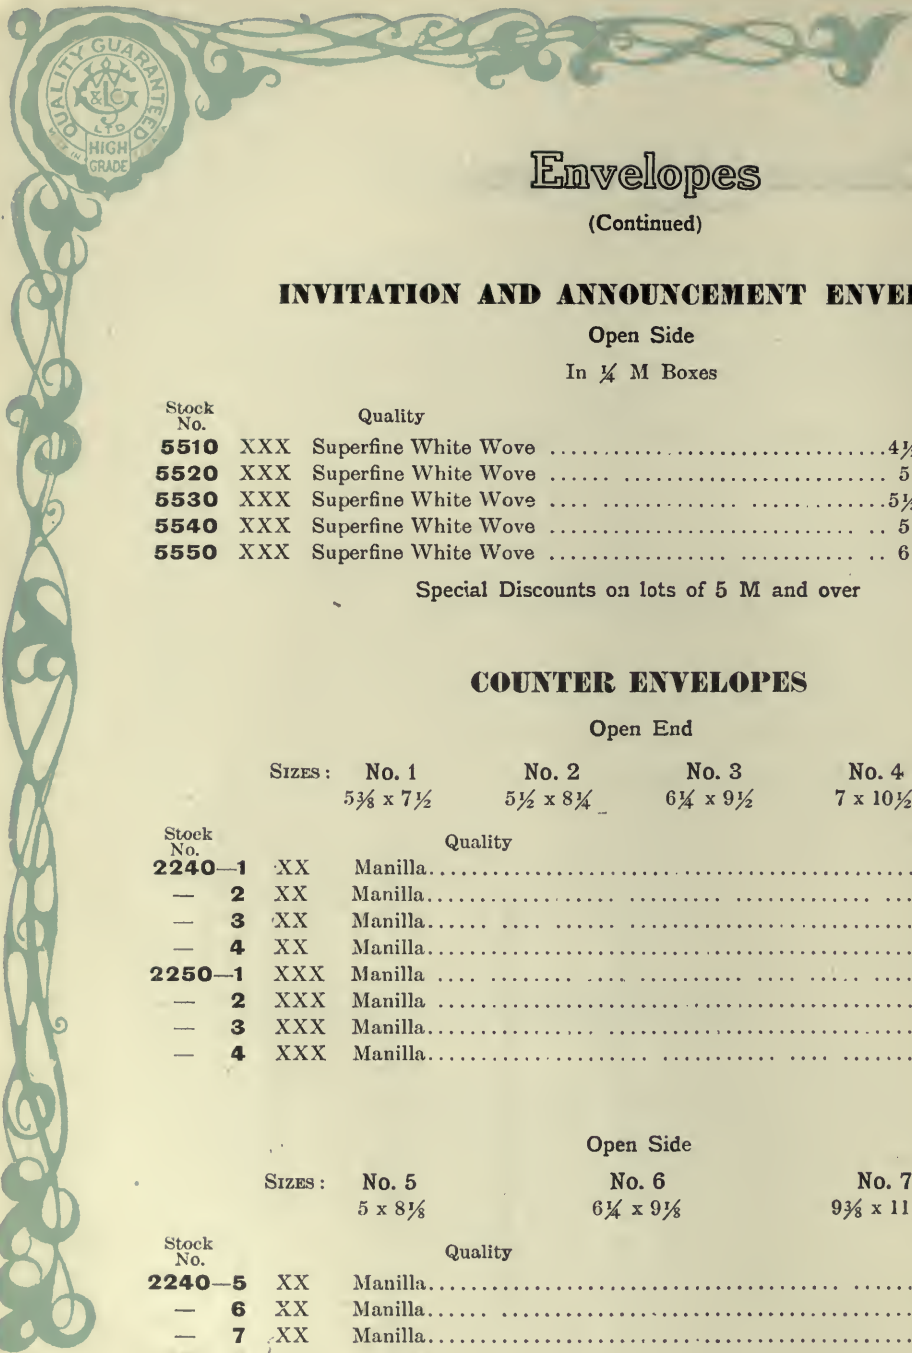 QUALITY GUARANTEED
LTD
HIGH
GRADE
Envelopes
(Continued)
INVITATION AND ANNOUNCEMENT
Open Side
In ¼ M Boxes
Stock No. Quality
5510 XXX Superfine White Wove ........ 4½
5520 XXX Superfine White Wove ........ 5
5530 XXX Superfine White Wove ........ 5½
5540 XXX Superfine White Wove ........ 5
5550 XXX Superfine White Wove ........ 6
Special Discounts on lots of 5 M and over
COUNTER ENVELOPES
Open End
SIZES: No. 1 No. 2 No. 3 No. 4
5⅜ x 7½ 5½ x 8¼ 6¼ x 9½ 7 x 10½
Stock No. Quality
2240—1 XX Manilla........
— 2 XX Manilla........
— 3 XX Manilla........
— 4 XX Manilla........
2250—1 XXX Manilla ........
— 2 XXX Manilla ........
— 3 XXX Manilla........
— 4 XXX Manilla........
Open Side
SIZES: No. 5 No. 6 No. 7
5 x 8⅛ 6¼ x 9⅛ 9⅜ x 11
Stock No. Quality
2240—5 XX Manilla........
— 6 XX Manilla........
— 7 XX Manilla........